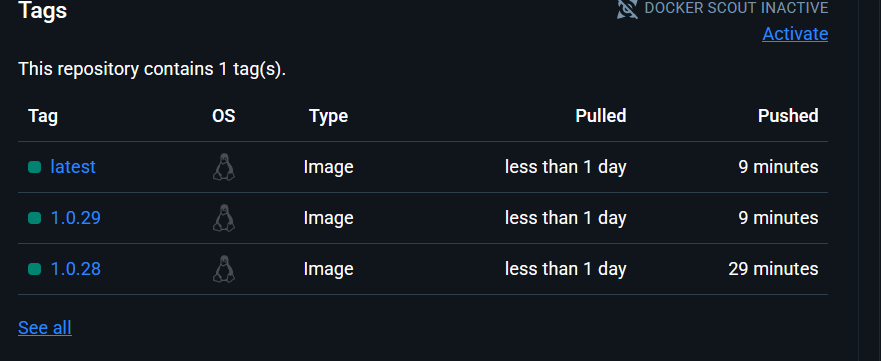 Tags
DOCKER SCOUT INACTIVE
Activate
This repository contains 1 tag(s).
Tag OS Type Pulled Pushed
latest Image less than 1 day 9 minutes
1.0.29 Image less than 1 day 9 minutes
1.0.28 Image less than 1 day 29 minutes
See all